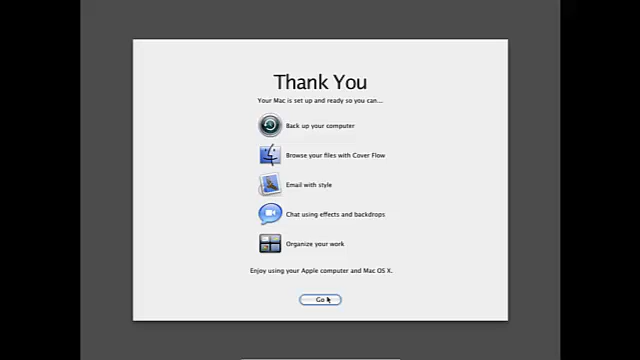 Thank You
Your Mac is set up and ready so you can...
Back up your computer
Browse your files with Cover Flow
Email with style
Chat using effects and backdrops
Organize your work
Enjoy using your Apple computer and Mac OS X.
Go